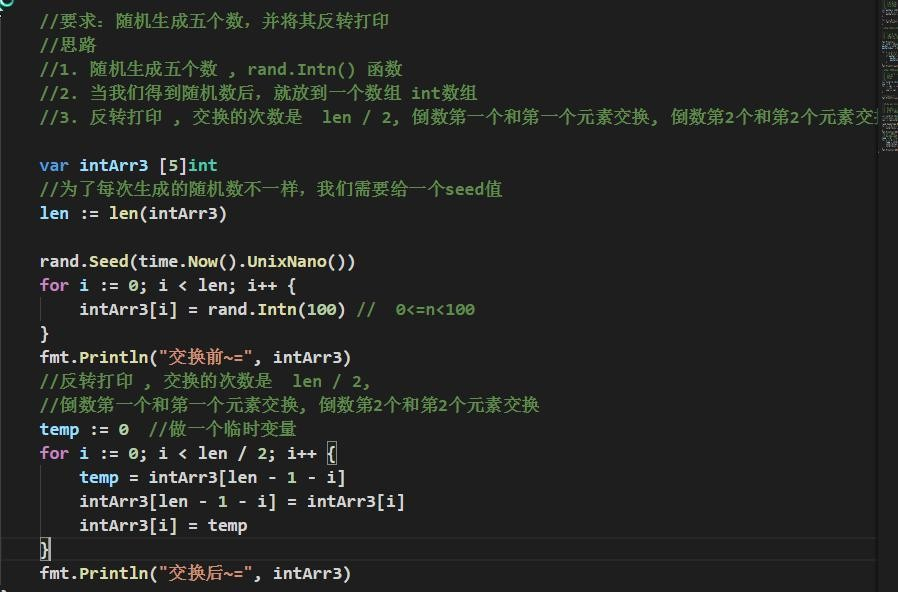 //要求：随机生成五个数，并将其反转打印
//思路
//1. 随机生成五个数 , rand.Intn() 函数
//2. 当我们得到随机数后，就放到一个数组 int数组
//3. 反转打印 , 交换的次数是  len / 2, 倒数第一个和第一个元素交换, 倒数第2个和第2个元素交
var intArr3 [5]int
//为了每次生成的随机数不一样，我们需要给一个seed值
len := len(intArr3)
rand.Seed(time.Now().UnixNano())
for i := 0; i < len; i++ {
    intArr3[i] = rand.Intn(100) //  0<=n<100
}
fmt.Println("交换前~=", intArr3)
//反转打印 , 交换的次数是  len / 2,
//倒数第一个和第一个元素交换, 倒数第2个和第2个元素交换
temp := 0  //做一个临时变量
for i := 0; i < len / 2; i++ {
    temp = intArr3[len - 1 - i]
    intArr3[len - 1 - i] = intArr3[i]
    intArr3[i] = temp
}
fmt.Println("交换后~=", intArr3)